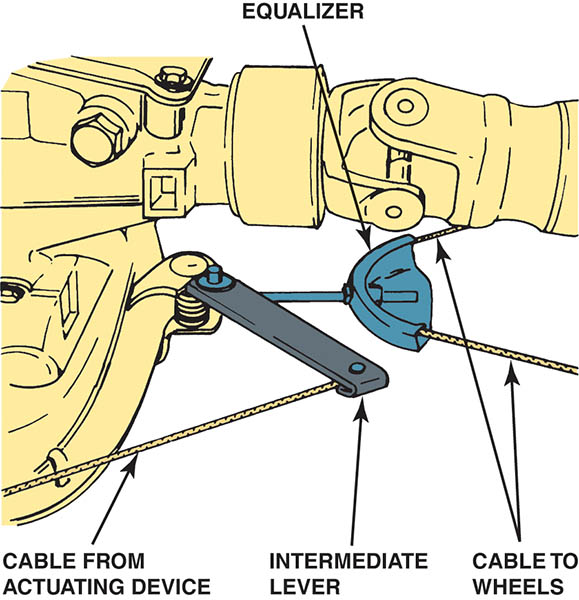 EQUALIZER
CABLE FROM
ACTUATING DEVICE
INTERMEDIATE
LEVER
CABLE TO
WHEELS